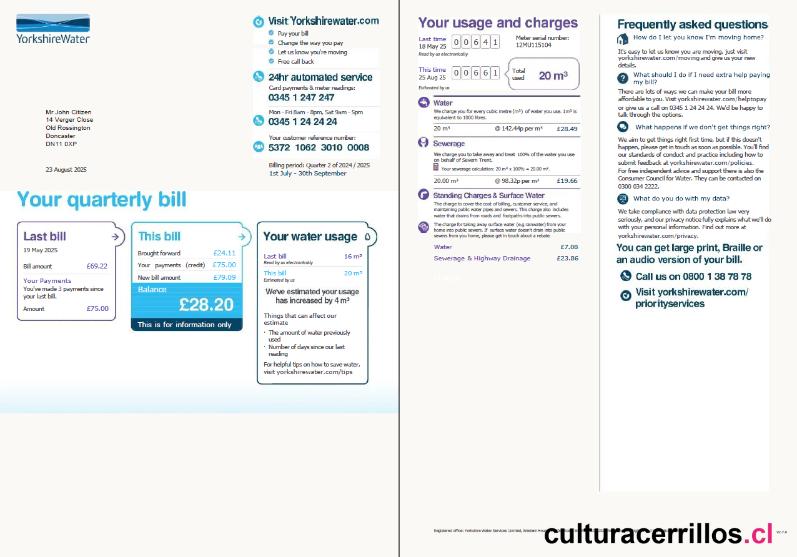 YorkshireWater
Visit Yorkshirewater.com
Pay your bill
Change the way you pay
Let us know you're moving
Free call back
24hr automated service
Card payments & meter readings:
0345 1 247 247
Mon - Fri 8am - 8pm, Sat 9am - 5pm
0345 1 24 24 24
Your customer reference number:
5372 1062 3010 0008
Billing period: Quarter 2 of 2024 / 2025
1st July – 30th September
Mr John Citizen
14 Verger Close
Old Rossington
Doncaster
DN11 0XP
23 August 2025
Your quarterly bill
Last bill
19 May 2025
Bill amount £69.22
Your Payments
You've made 3 payments since
your last bill.
Amount £75.00
This bill
Brought forward £24.11
Your payments (credit) £75.00
New bill amount £79.09
Balance
£28.20
This is for information only
Your water usage
Last bill 16 m³
Read by us electronically
This bill 20 m³
Estimated by us
We've estimated your usage
has increased by 4 m³
Things that can affect our
estimate
· The amount of water previously
used
· Number of days since our last
reading
For helpful tips on how to save water,
visit yorkshirewater.com/tips
Your usage and charges
Last time
18 May 25
Read by us electronically
00641
Meter serial number:
12MU115104
This time
25 Aug 25
Estimated by us
00661
Total
used
20 m³
Water
We charge you for every cubic metre (m³) of water you use. 1m³ is
equivalent to 1000 litres.
20 m³ @ 142.44p per m³ £28.49
Sewerage
We charge you to take away and treat 100% of the water you use
on behalf of Severn Trent.
Your sewerage calculation: 20 m³ x 100% = 20.00 m³.
20.00 m³ @ 98.32p per m³ £19.66
Standing Charges & Surface Water
The charge to cover the cost of billing, customer service, and
maintaining public water pipes and sewers. This charge also includes
water that drains from roads and footpaths into public sewers.
The charge for taking away surface water (e.g. rainwater) from your
home into public sewers. If surface water doesn't drain into public
sewers from you home, please get in touch about a rebate.
Water £7.08
Sewerage & Highway Drainage £23.86
Frequently asked questions
How do I let you know I'm moving home?
It's easy to let us know you are moving, just visit
yorkshirewater.com/moving and give us your new
details.
What should I do if I need extra help paying
my bill?
There are lots of ways we can make your bill more
affordable to you. Visit yorkshirewater.com/helptopay
or give us a call on 0345 1 24 24 24. We'd be happy to
talk through the options.
What happens if we don't get things right?
We aim to get things right first time, but if this doesn't
happen, please get in touch as soon as possible. You'll find
our standards of conduct and practice including how to
submit feedback at yorkshirewater.com/policies.
For free independent advice and support there is also the
Consumer Council for Water. They can be contacted on
0300 034 2222.
What do you do with my data?
We take compliance with data protection law very
seriously, and our privacy notice fully explains what we'll do
with your personal information. Find out more at
yorkshirewater.com/privacy.
You can get large print, Braille or
an audio version of your bill.
Call us on 0800 1 38 78 78
Visit yorkshirewater.com/
priorityservices
Registered office: Yorkshire Water Services Limited, Western
culturacerrillos.cl